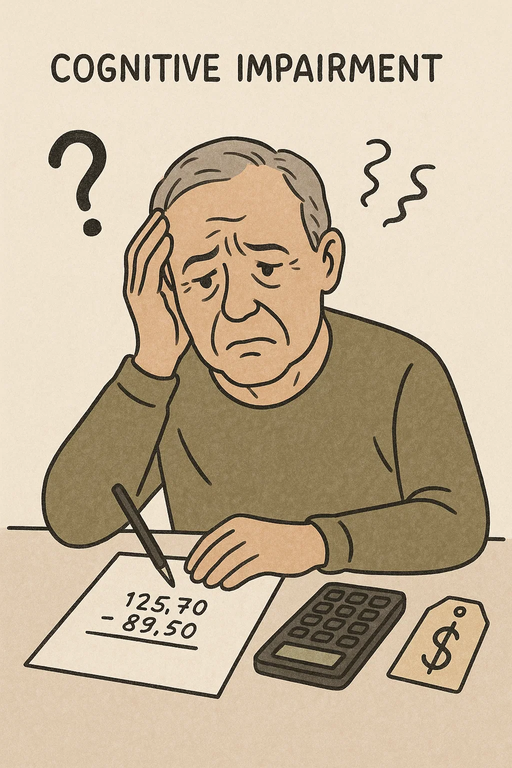 COGNITIVE IMPAIRMENT
?
125,70
- 89,50
$